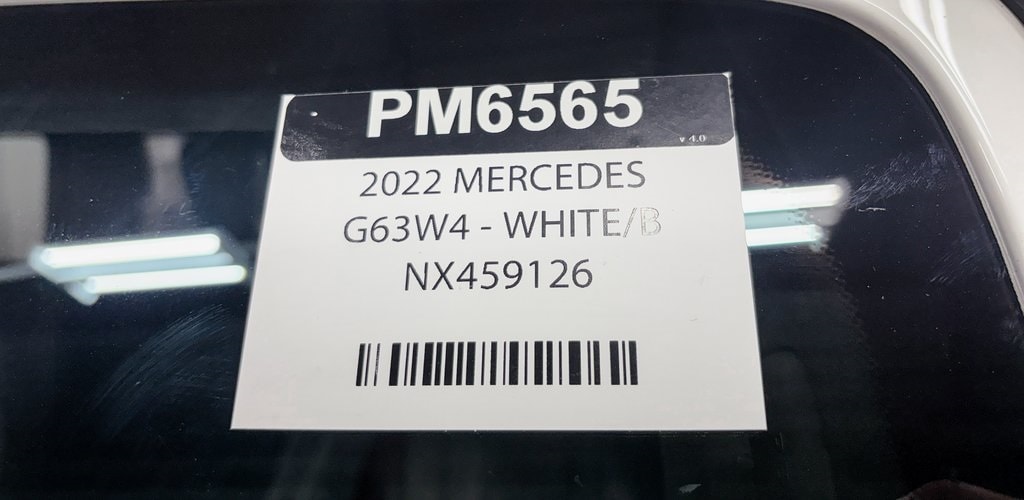 PM6565
v 4.0
2022 MERCEDES
G63W4 - WHITE/B
NX459126